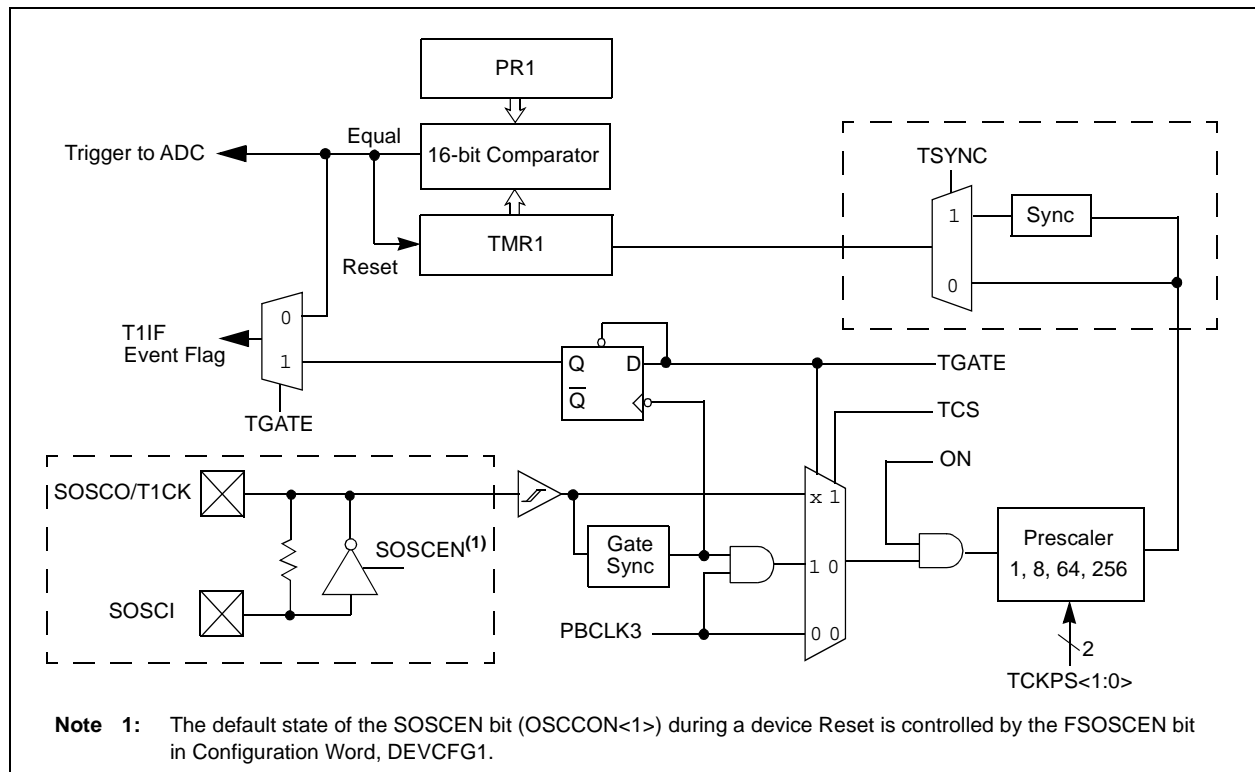 PR1
Equal
Trigger to ADC
16-bit Comparator
TSYNC
1
Sync
TMR1
Reset
0
0
T1IF
Event Flag
1
Q
D
TGATE
Q
TCS
TGATE
ON
SOSCO/T1CK
x 1
SOSCEN(1)
Gate
Sync
Prescaler
1 0
1, 8, 64, 256
SOSCI
PBCLK3
0 0
2
TCKPS<1:0>
Note 1: The default state of the SOSCEN bit (OSCCON<1>) during a device Reset is controlled by the FSOSCEN bit
in Configuration Word, DEVCFG1.